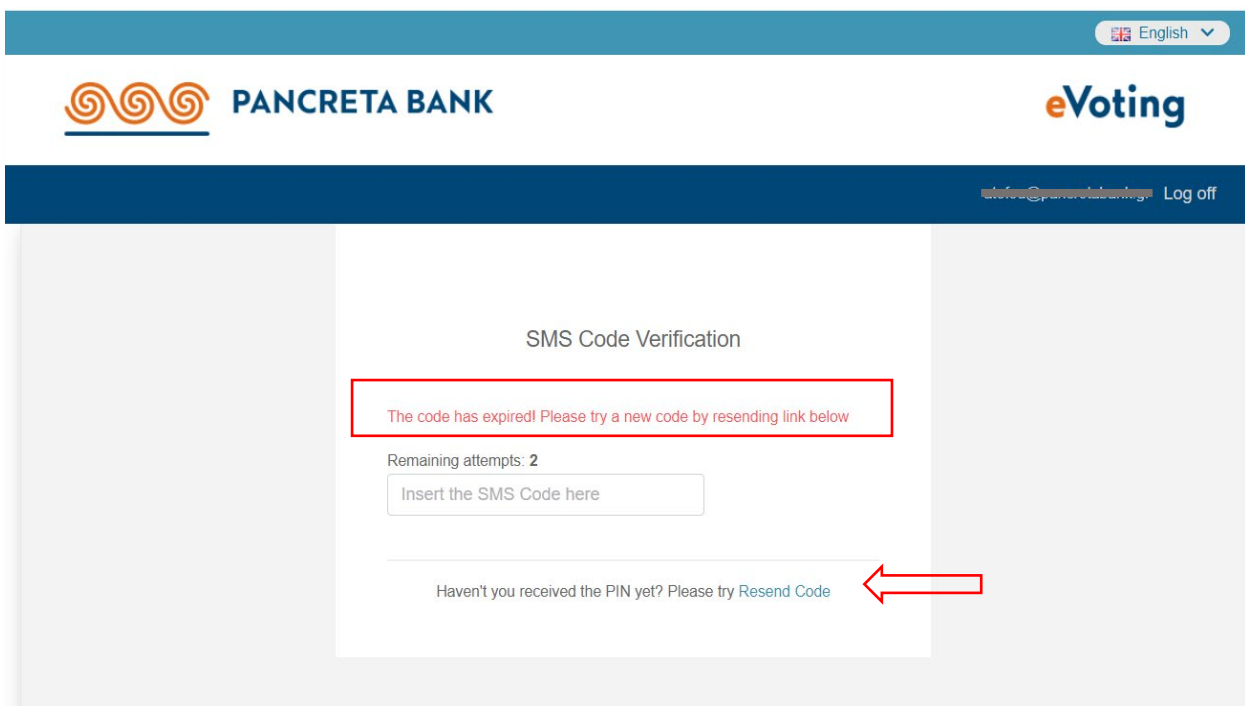 English
PANCRETA BANK
eVoting
Log off
SMS Code Verification
The code has expired! Please try a new code by resending link below
Remaining attempts: 2
Insert the SMS Code here
Haven't you received the PIN yet? Please try Resend Code